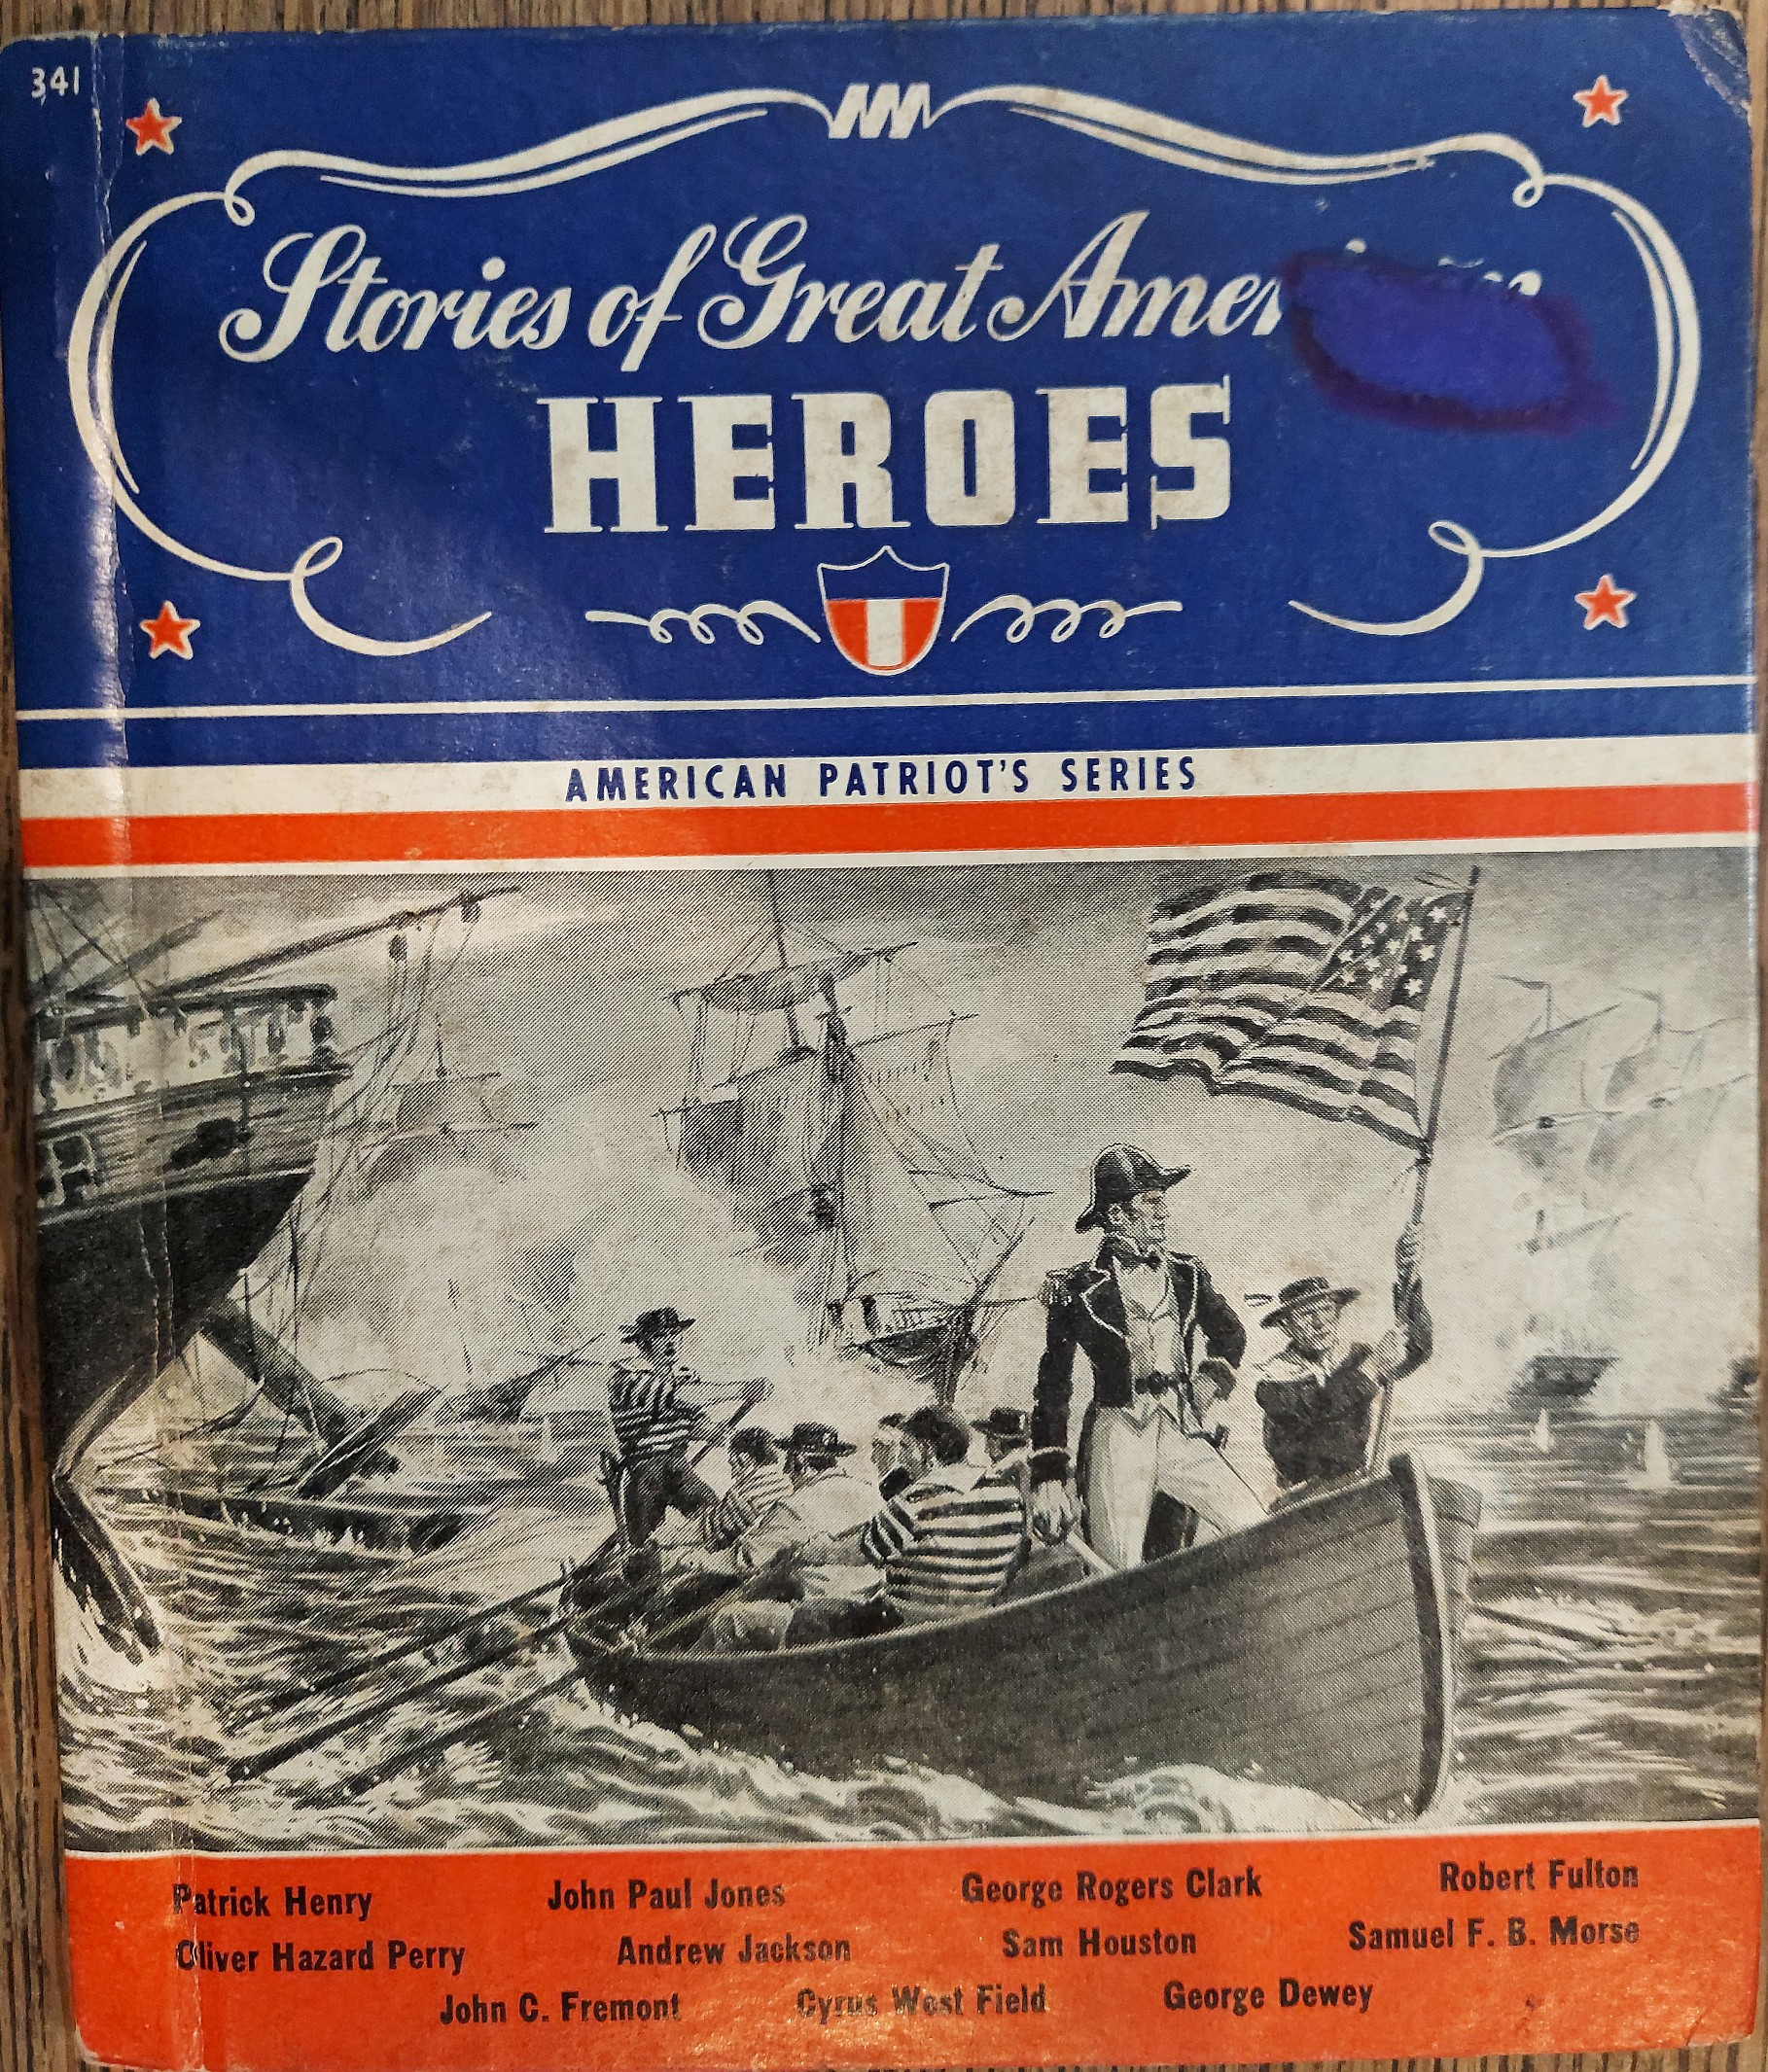 341
Stories of Great
HEROES
AMERICAN PATRIOT'S SERIES
Patrick Henry John Paul Jones George Rogers Clark Robert Fulton
Oliver Hazard Perry Andrew Jackson Sam Houston Samuel F. B. Morse
John C. Fremont Cyrus West Field George Dewey